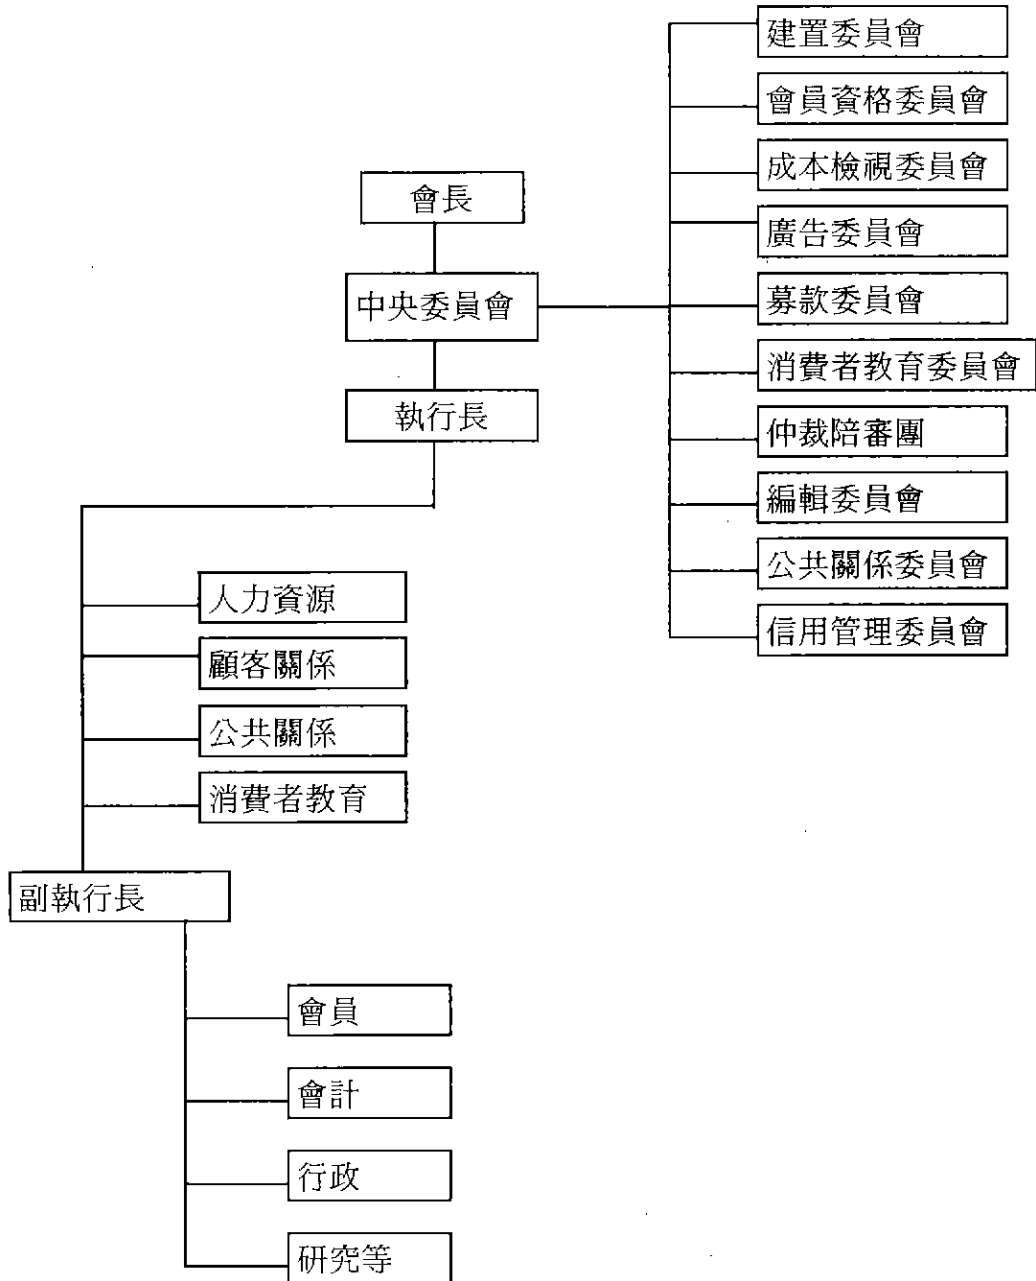 會長
中央委員會
執行長
建置委員會
會員資格委員會
成本檢視委員會
廣告委員會
募款委員會
消費者教育委員會
仲裁陪審團
編輯委員會
公共關係委員會
信用管理委員會
人力資源
顧客關係
公共關係
消費者教育
副執行長
會員
會計
行政
研究等